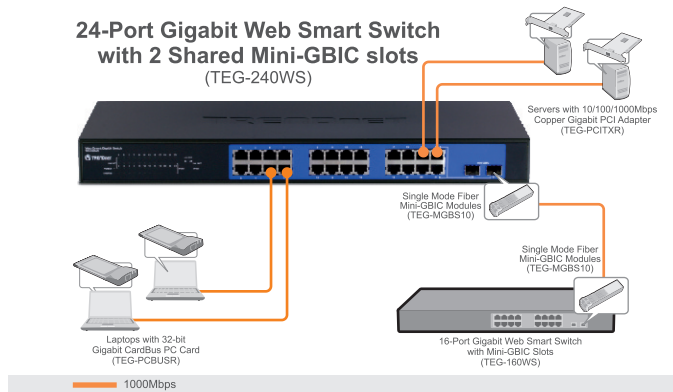 24-Port Gigabit Web Smart Switch
with 2 Shared Mini-GBIC slots
(TEG-240WS)
Servers with 10/100/1000Mbps
Copper Gigabit PCI Adapter
(TEG-PCITXR)
TRENDnet
Single Mode Fiber
Mini-GBIC Modules
(TEG-MGBS10)
Single Mode Fiber
Mini-GBIC Modules
(TEG-MGBS10)
Laptops with 32-bit
Gigabit CardBus PC Card
(TEG-PCBUSR)
16-Port Gigabit Web Smart Switch
with Mini-GBIC Slots
(TEG-160WS)
1000Mbps